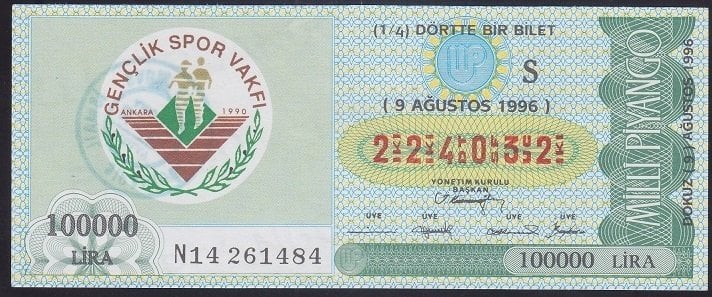 GENÇLİK SPOR VAKFI
ANKARA 1990
100000
LİRA
N14 261484
(1/4) DÖRTTE BİR BİLET
MP
S
( 9 AĞUSTOS 1996 )
2 2 4 0 3 2
YÖNETİM KURULU
BAŞKAN
ÜYE ÜYE ÜYE ÜYE
100000 LİRA
MİLLİ PİYANGO
DOKUZ ( 9 ) AĞUSTOS 1996